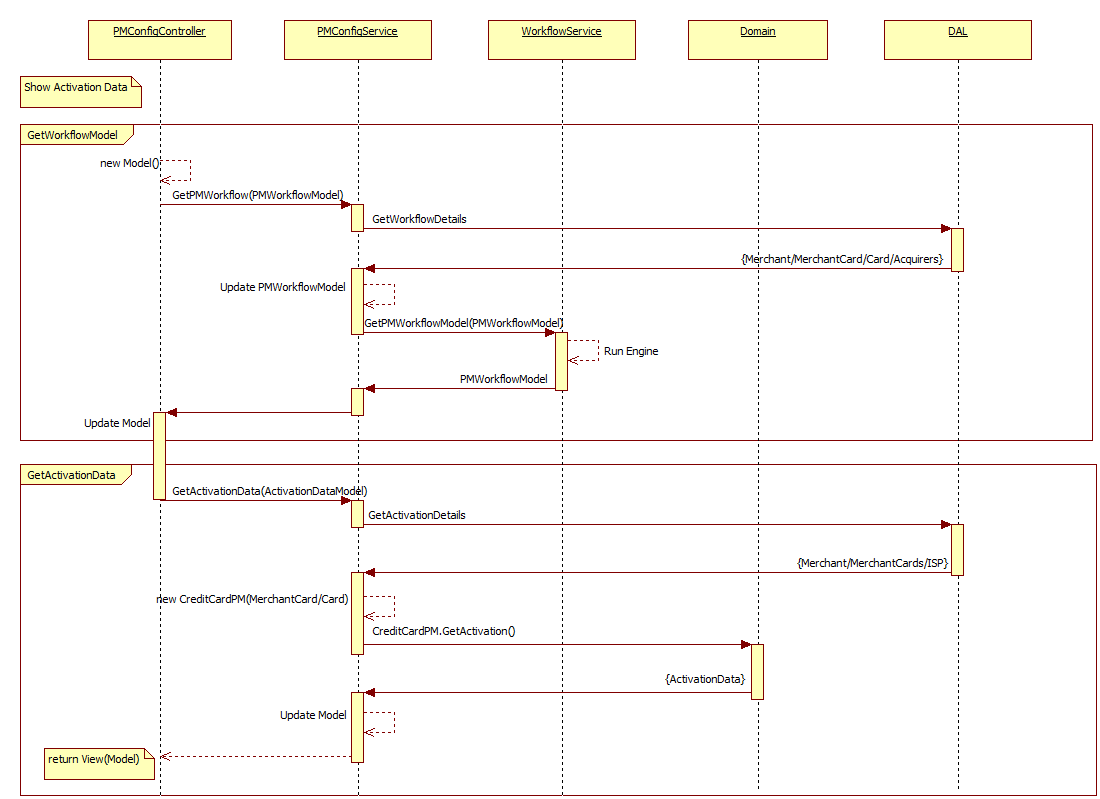 PMConfigController
PMConfigService
WorkflowService
Domain
DAL
Show Activation Data
GetWorkflowModel
new Model()
GetPMWorkflow(PMWorkflowModel)
GetWorkflowDetails
{Merchant/MerchantCard/Card/Acquirers}
Update PMWorkflowModel
GetPMWorkflowModel(PMWorkflowModel)
Run Engine
PMWorkflowModel
Update Model
GetActivationData
GetActivationData(ActivationDataModel)
GetActivationDetails
{Merchant/MerchantCards/ISP}
new CreditCardPM(MerchantCard/Card)
CreditCardPM.GetActivation()
{ActivationData}
Update Model
return View(Model)